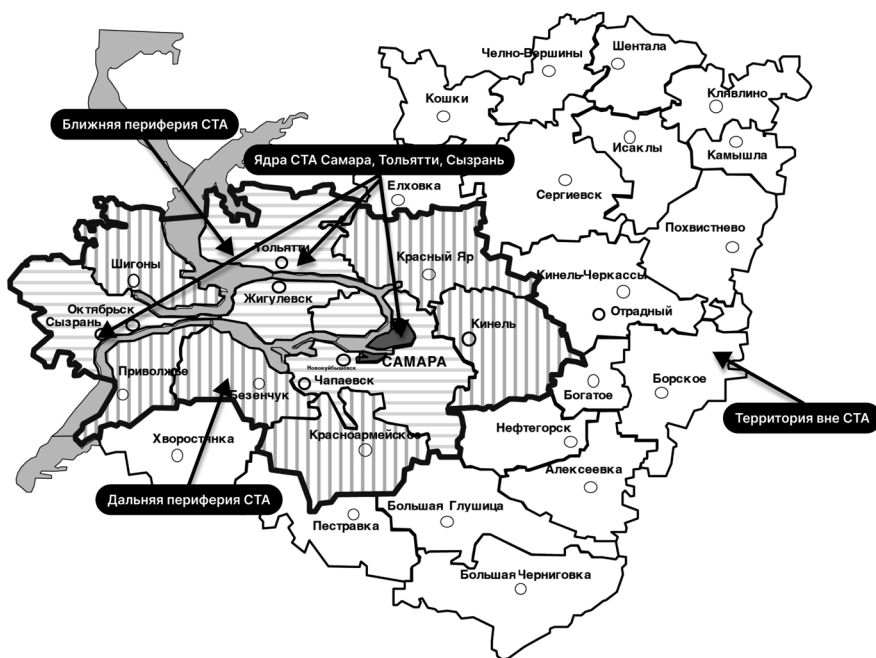 Шентала
Челно-Вершины
Клявлино
Кошки
Ближняя периферия СТА
Исаклы
Камышла
Ядра СТА Самара, Тольятти, Сызрань
Елховка
Сергиевск
Похвистнево
Тольятти
Красный Яр
Шигоны
Кинель-Черкассы
Жигулевск
Октябрьск
Отрадный
Сызрань
Кинель
САМАРА
Новокуйбышевск
Приволжье
Чапаевск
Борское
Безенчук
Богатое
Территория вне СТА
Нефтегорск
Хворостянка
Красноармейское
Алексеевка
Дальняя периферия СТА
Большая Глушица
Пестравка
Большая Черниговка